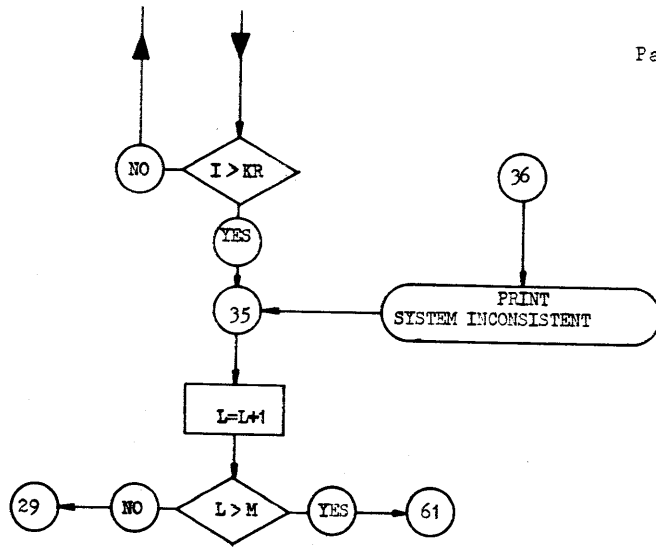 Pa
NO
I > KR
36
YES
PRINT
SYSTEM INCONSISTENT
35
L=L+1
29
NO
L > M
YES
61